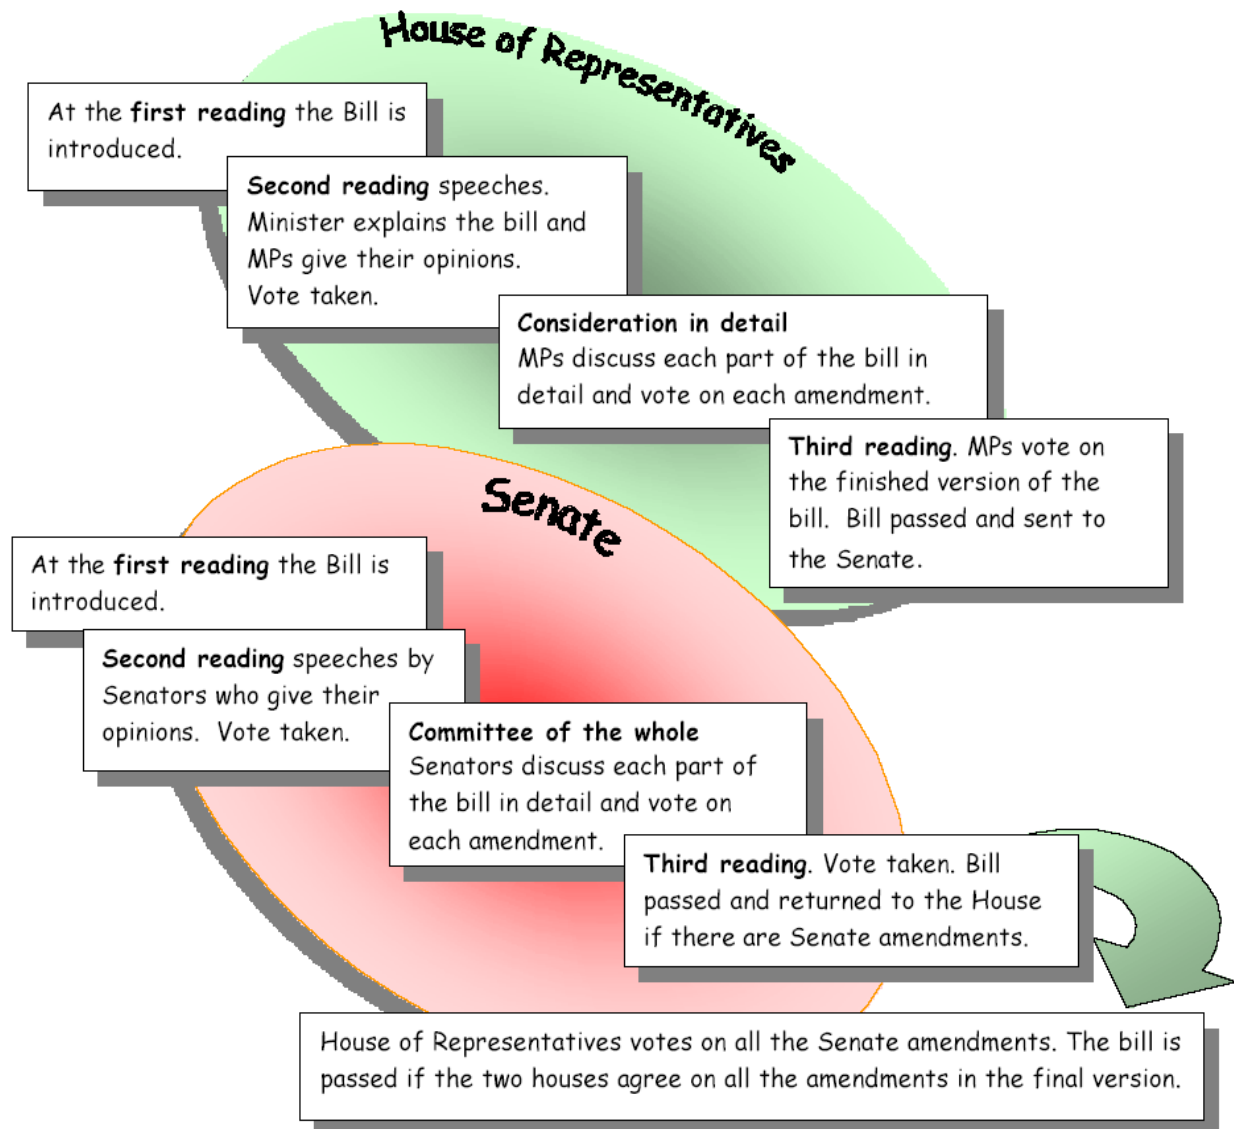 House of Representatives
At the first reading the Bill is
introduced.
Second reading speeches.
Minister explains the bill and
MPs give their opinions.
Vote taken.
Consideration in detail
MPs discuss each part of the bill in
detail and vote on each amendment.
Third reading. MPs vote on
the finished version of the
bill. Bill passed and sent to
the Senate.
Senate
At the first reading the Bill is
introduced.
Second reading speeches by
Senators who give their
opinions. Vote taken.
Committee of the whole
Senators discuss each part of
the bill in detail and vote on
each amendment.
Third reading. Vote taken. Bill
passed and returned to the House
if there are Senate amendments.
House of Representatives votes on all the Senate amendments. The bill is
passed if the two houses agree on all the amendments in the final version.